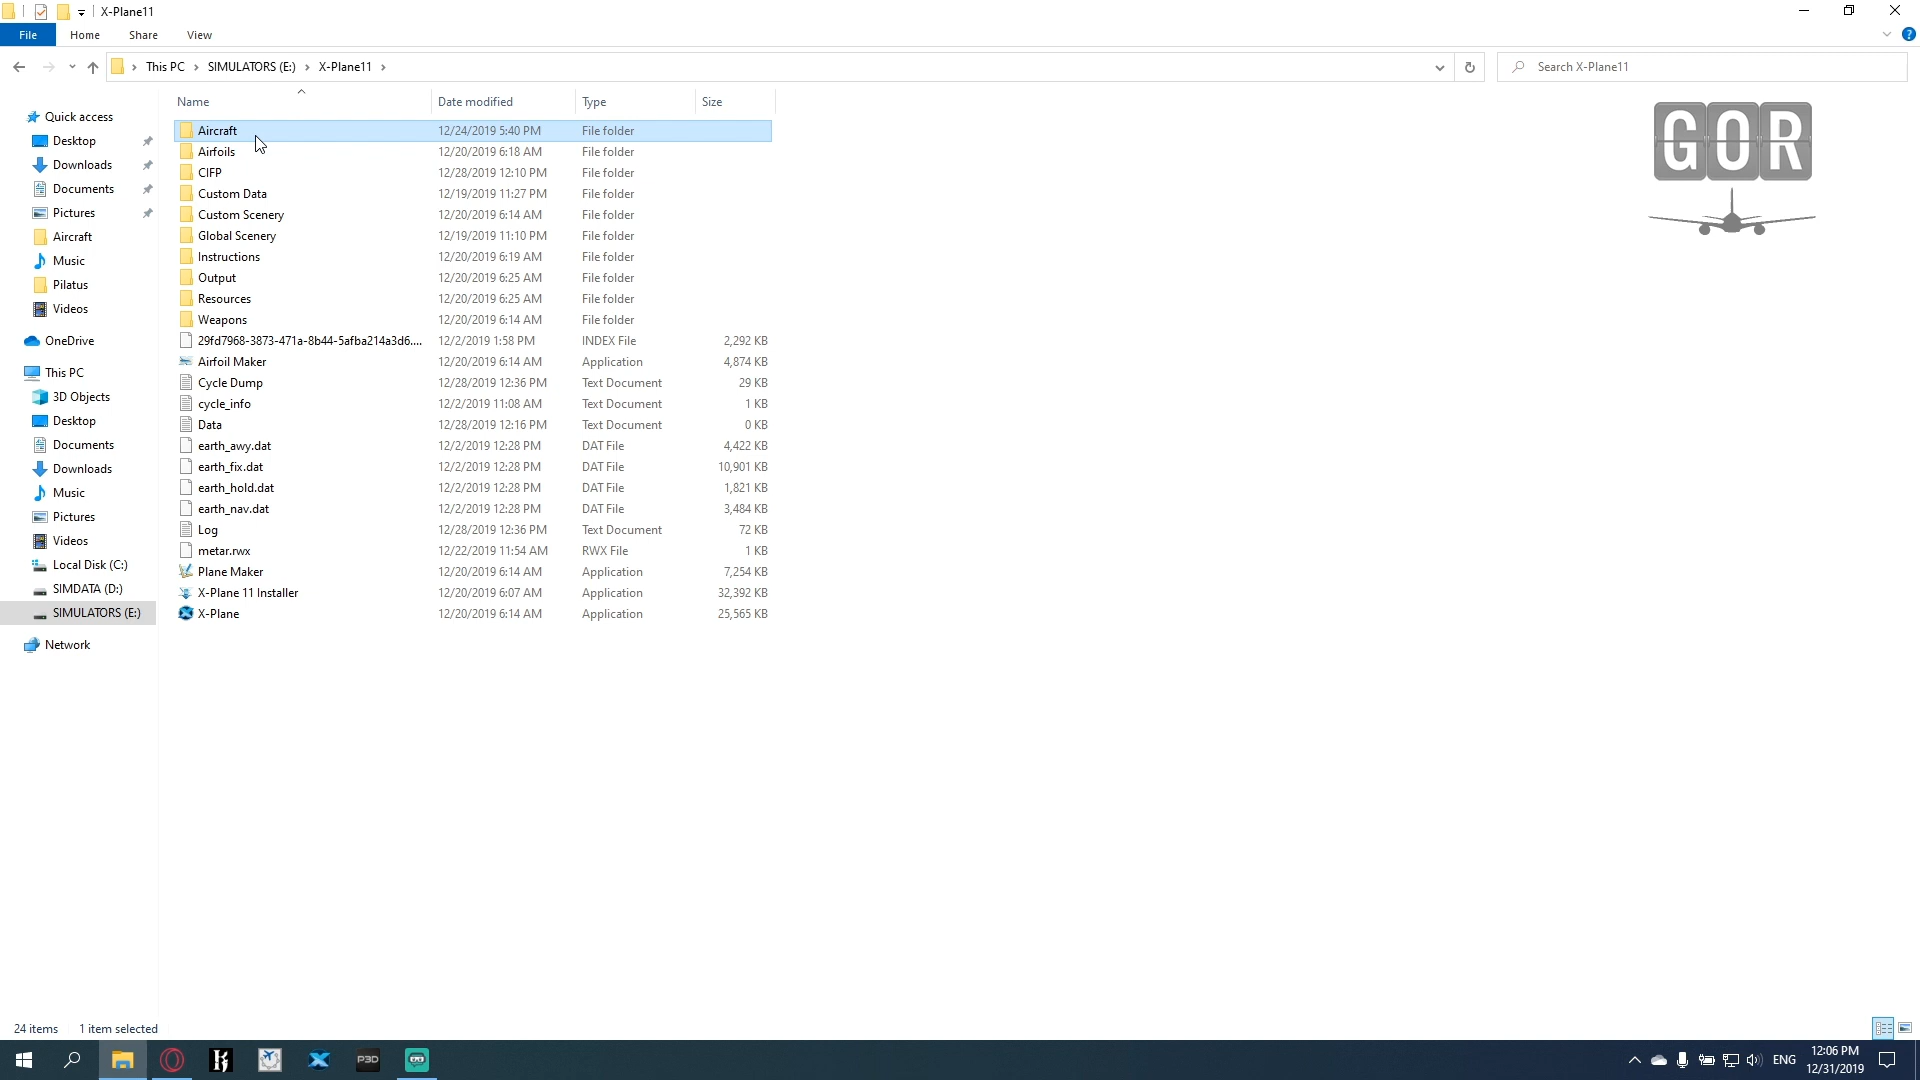 X-Plane11
File Home Share View
This PC SIMULATORS (E:) X-Plane11
Search X-Plane11
Name Date modified Type Size
Quick access
Desktop
Downloads
Documents
Pictures
Aircraft
Music
Pilatus
Videos
OneDrive
This PC
3D Objects
Desktop
Documents
Downloads
Music
Pictures
Videos
Local Disk (C:)
SIMDATA (D:)
SIMULATORS (E:)
Network
Aircraft 12/24/2019 5:40 PM File folder
Airfoils 12/20/2019 6:18 AM File folder
CIFP 12/28/2019 12:10 PM File folder
Custom Data 12/19/2019 11:27 PM File folder
Custom Scenery 12/20/2019 6:14 AM File folder
Global Scenery 12/19/2019 11:10 PM File folder
Instructions 12/20/2019 6:19 AM File folder
Output 12/20/2019 6:25 AM File folder
Resources 12/20/2019 6:25 AM File folder
Weapons 12/20/2019 6:14 AM File folder
29fd7968-3873-471a-8b44-5afba214a3d6.... 12/2/2019 1:58 PM INDEX File 2,292 KB
Airfoil Maker 12/20/2019 6:14 AM Application 4,874 KB
Cycle Dump 12/28/2019 12:36 PM Text Document 29 KB
cycle_info 12/2/2019 11:08 AM Text Document 1 KB
Data 12/28/2019 12:16 PM Text Document 0 KB
earth_awy.dat 12/2/2019 12:28 PM DAT File 4,422 KB
earth_fix.dat 12/2/2019 12:28 PM DAT File 10,901 KB
earth_hold.dat 12/2/2019 12:28 PM DAT File 1,821 KB
earth_nav.dat 12/2/2019 12:28 PM DAT File 3,484 KB
Log 12/28/2019 12:36 PM Text Document 72 KB
metar.rwx 12/22/2019 11:54 AM RWX File 1 KB
Plane Maker 12/20/2019 6:14 AM Application 7,254 KB
X-Plane 11 Installer 12/20/2019 6:07 AM Application 32,392 KB
X-Plane 12/20/2019 6:14 AM Application 25,565 KB
GOR
24 items 1 item selected
P3D
ENG
12:06 PM
12/31/2019